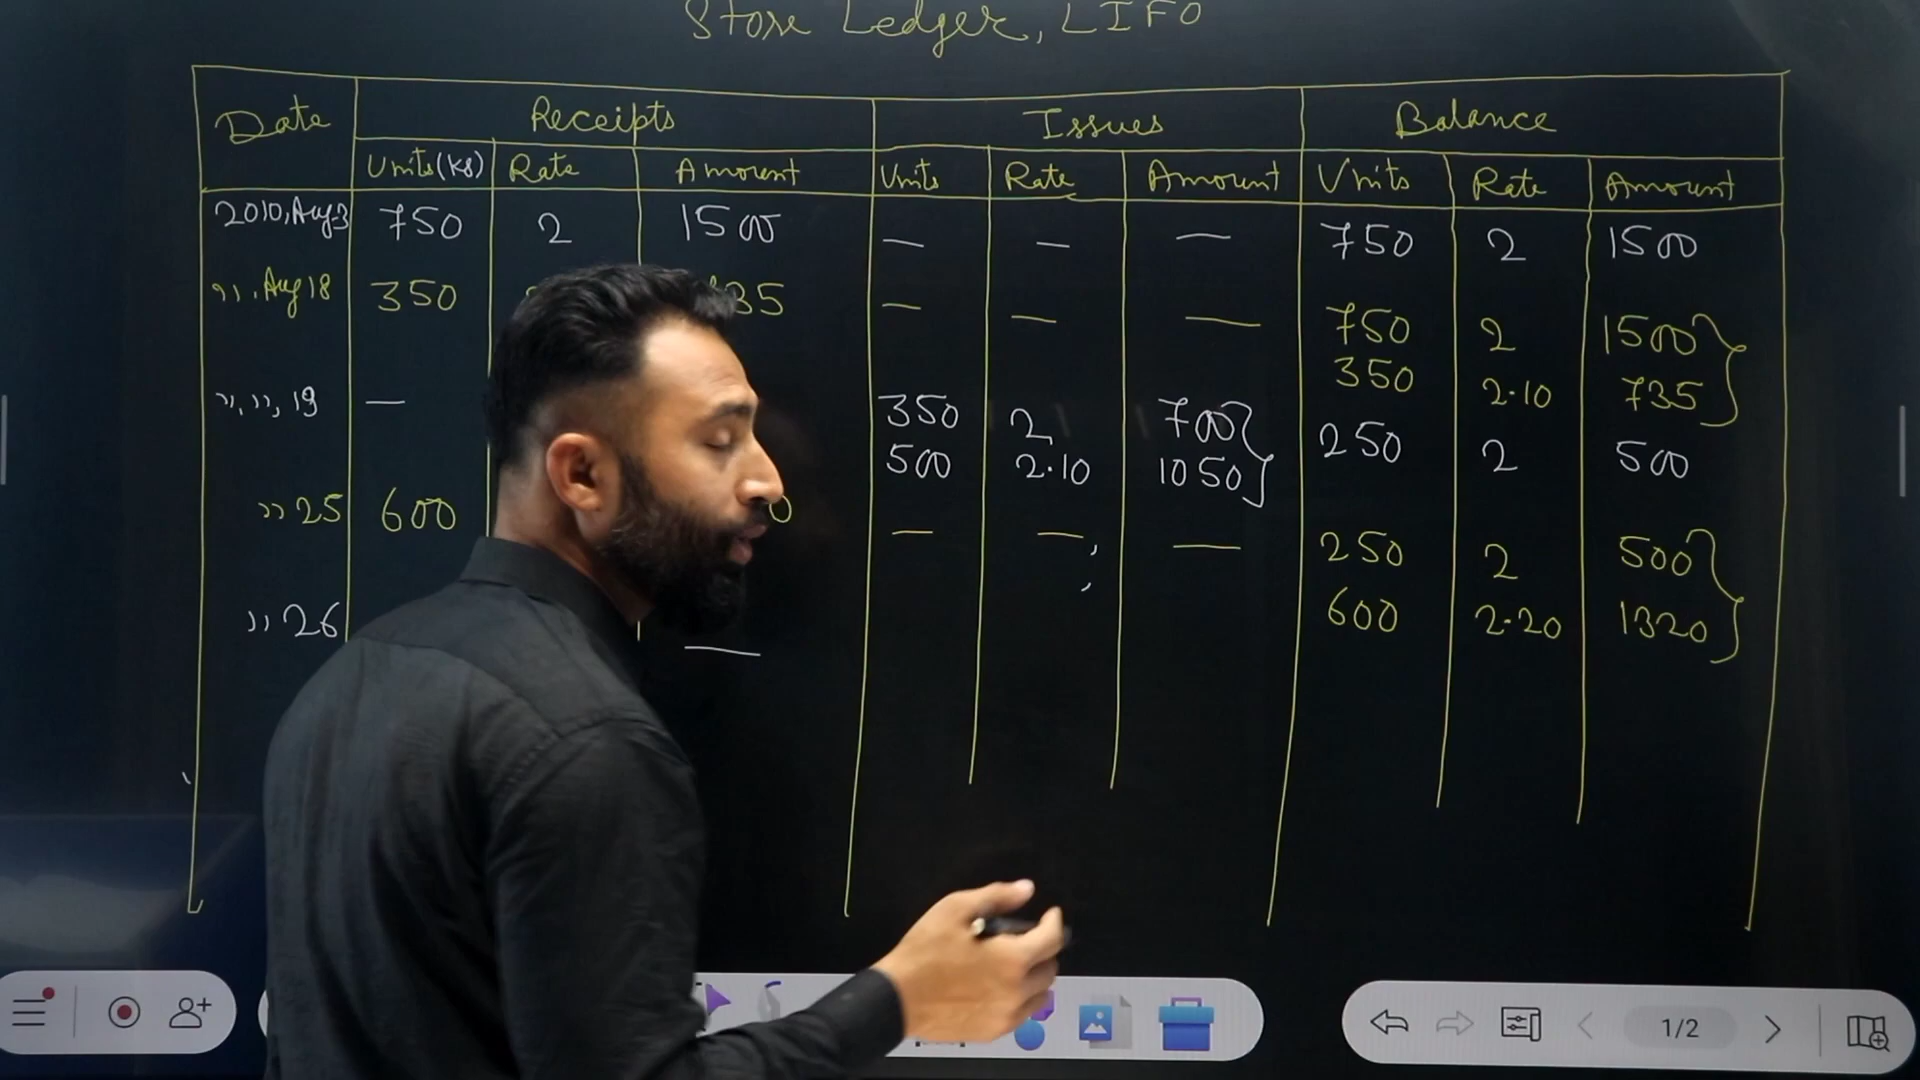 Store Ledger, LIFO
Date Receipts Issues Balance
Units(KG) Rate Amount Units Rate Amount Units Rate Amount
2010, Aug-3 750 2 1500 — — — 750 2 1500
,, . Aug 18 350 35 — — — 750 2 1500
350 2.10 735
,, ,, 19 — 350 2 700 250 2 500
500 2.10 1050
,, 25 600 0 — — — 250 2 500
600 2.20 1320
,, 26 —
1/2